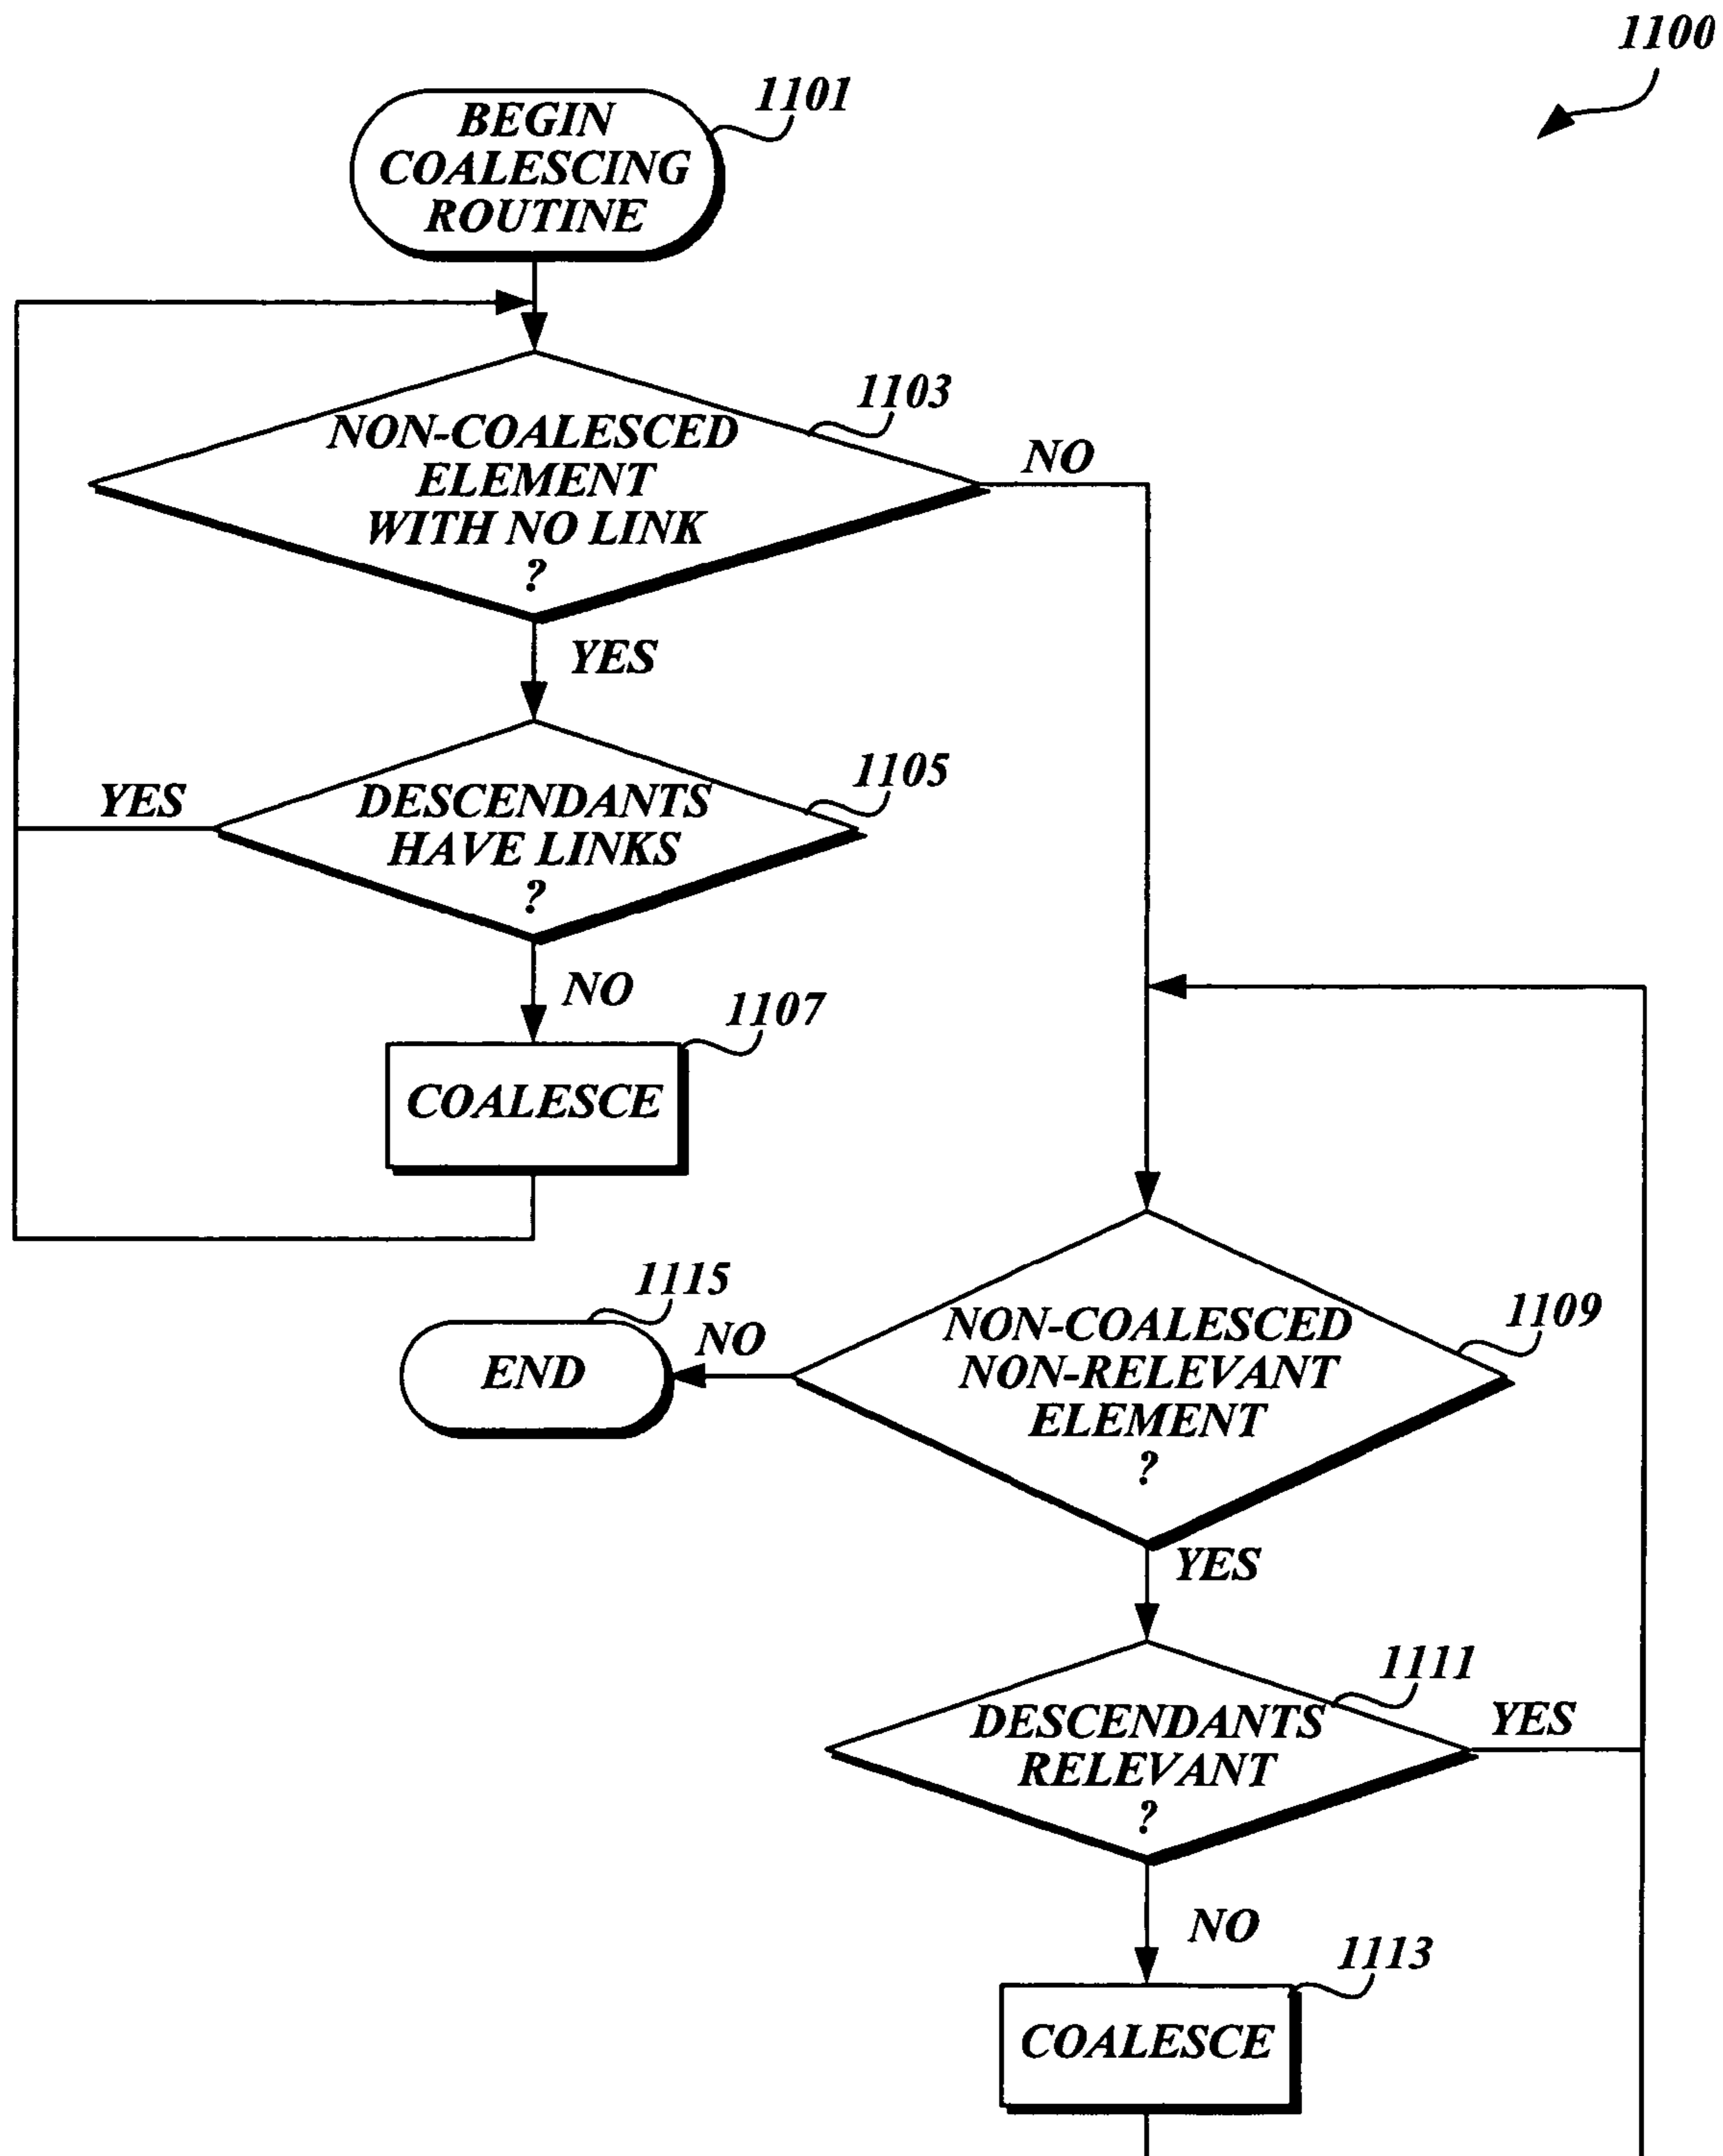 1100
1101
BEGIN
COALESCING
ROUTINE
1103
NON-COALESCED
ELEMENT
WITH NO LINK
?
NO
YES
1105
DESCENDANTS
HAVE LINKS
?
YES
NO
1107
COALESCE
1109
NON-COALESCED
NON-RELEVANT
ELEMENT
?
NO
1115
END
YES
1111
DESCENDANTS
RELEVANT
?
YES
NO
1113
COALESCE